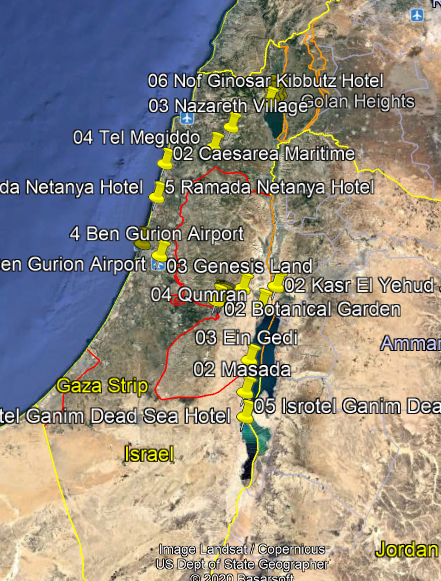 06 Nof Ginosar Kibbutz Hotel
Golan Heights
03 Nazareth Village
04 Tel Megiddo
02 Caesarea Maritime
da Netanya Hotel
5 Ramada Netanya Hotel
4 Ben Gurion Airport
en Gurion Airport
03 Genesis Land
04 Qumran
02 Kasr El Yehud
02 Botanical Garden
03 Ein Gedi
Amma
02 Masada
Gaza Strip
tel Ganim Dead Sea Hotel
05 Isrotel Ganim Dea
Israel
Image Landsat / Copernicus
US Dept of State Geographer
© 2020 Basarsoft
Jordan